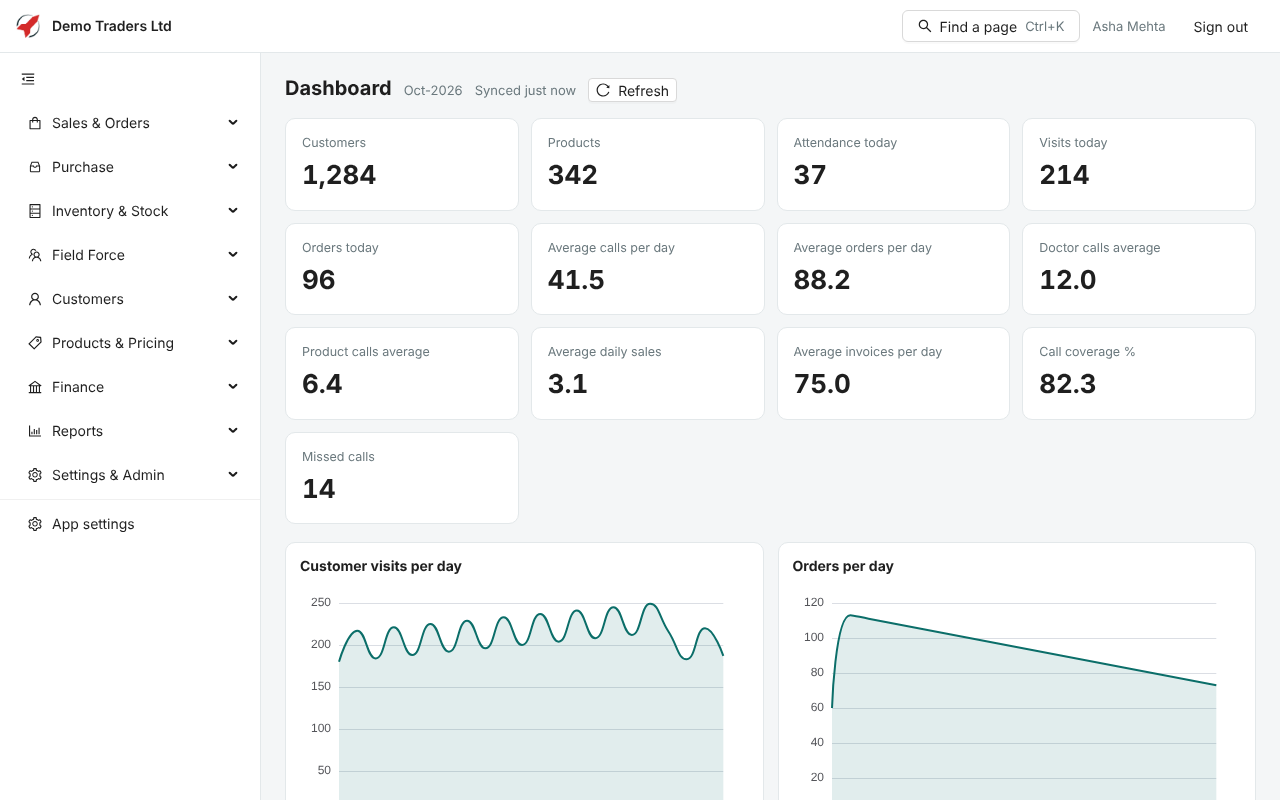 Demo Traders Ltd
Find a page Ctrl+K
Asha Mehta
Sign out
Sales & Orders
Purchase
Inventory & Stock
Field Force
Customers
Products & Pricing
Finance
Reports
Settings & Admin
App settings
Dashboard Oct-2026 Synced just now Refresh
Customers
1,284
Products
342
Attendance today
37
Visits today
214
Orders today
96
Average calls per day
41.5
Average orders per day
88.2
Doctor calls average
12.0
Product calls average
6.4
Average daily sales
3.1
Average invoices per day
75.0
Call coverage %
82.3
Missed calls
14
Customer visits per day
250
200
150
100
50
Orders per day
120
100
80
60
40
20